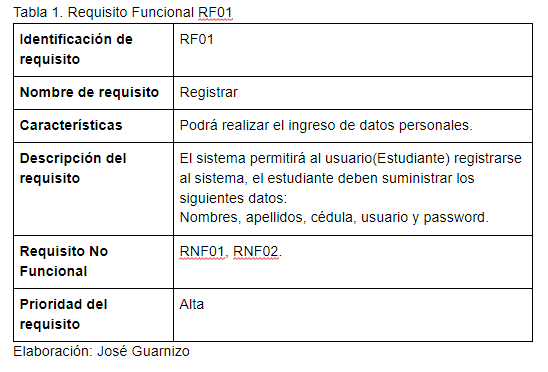 Tabla 1. Requisito Funcional RF01
Identificación de
requisito
RF01
Nombre de requisito
Registrar
Características
Podrá realizar el ingreso de datos personales.
Descripción del
requisito
El sistema permitirá al usuario(Estudiante) registrarse
al sistema, el estudiante deben suministrar los
siguientes datos:
Nombres, apellidos, cédula, usuario y password.
Requisito No
Funcional
RNF01, RNF02.
Prioridad del
requisito
Alta
Elaboración: José Guarnizo